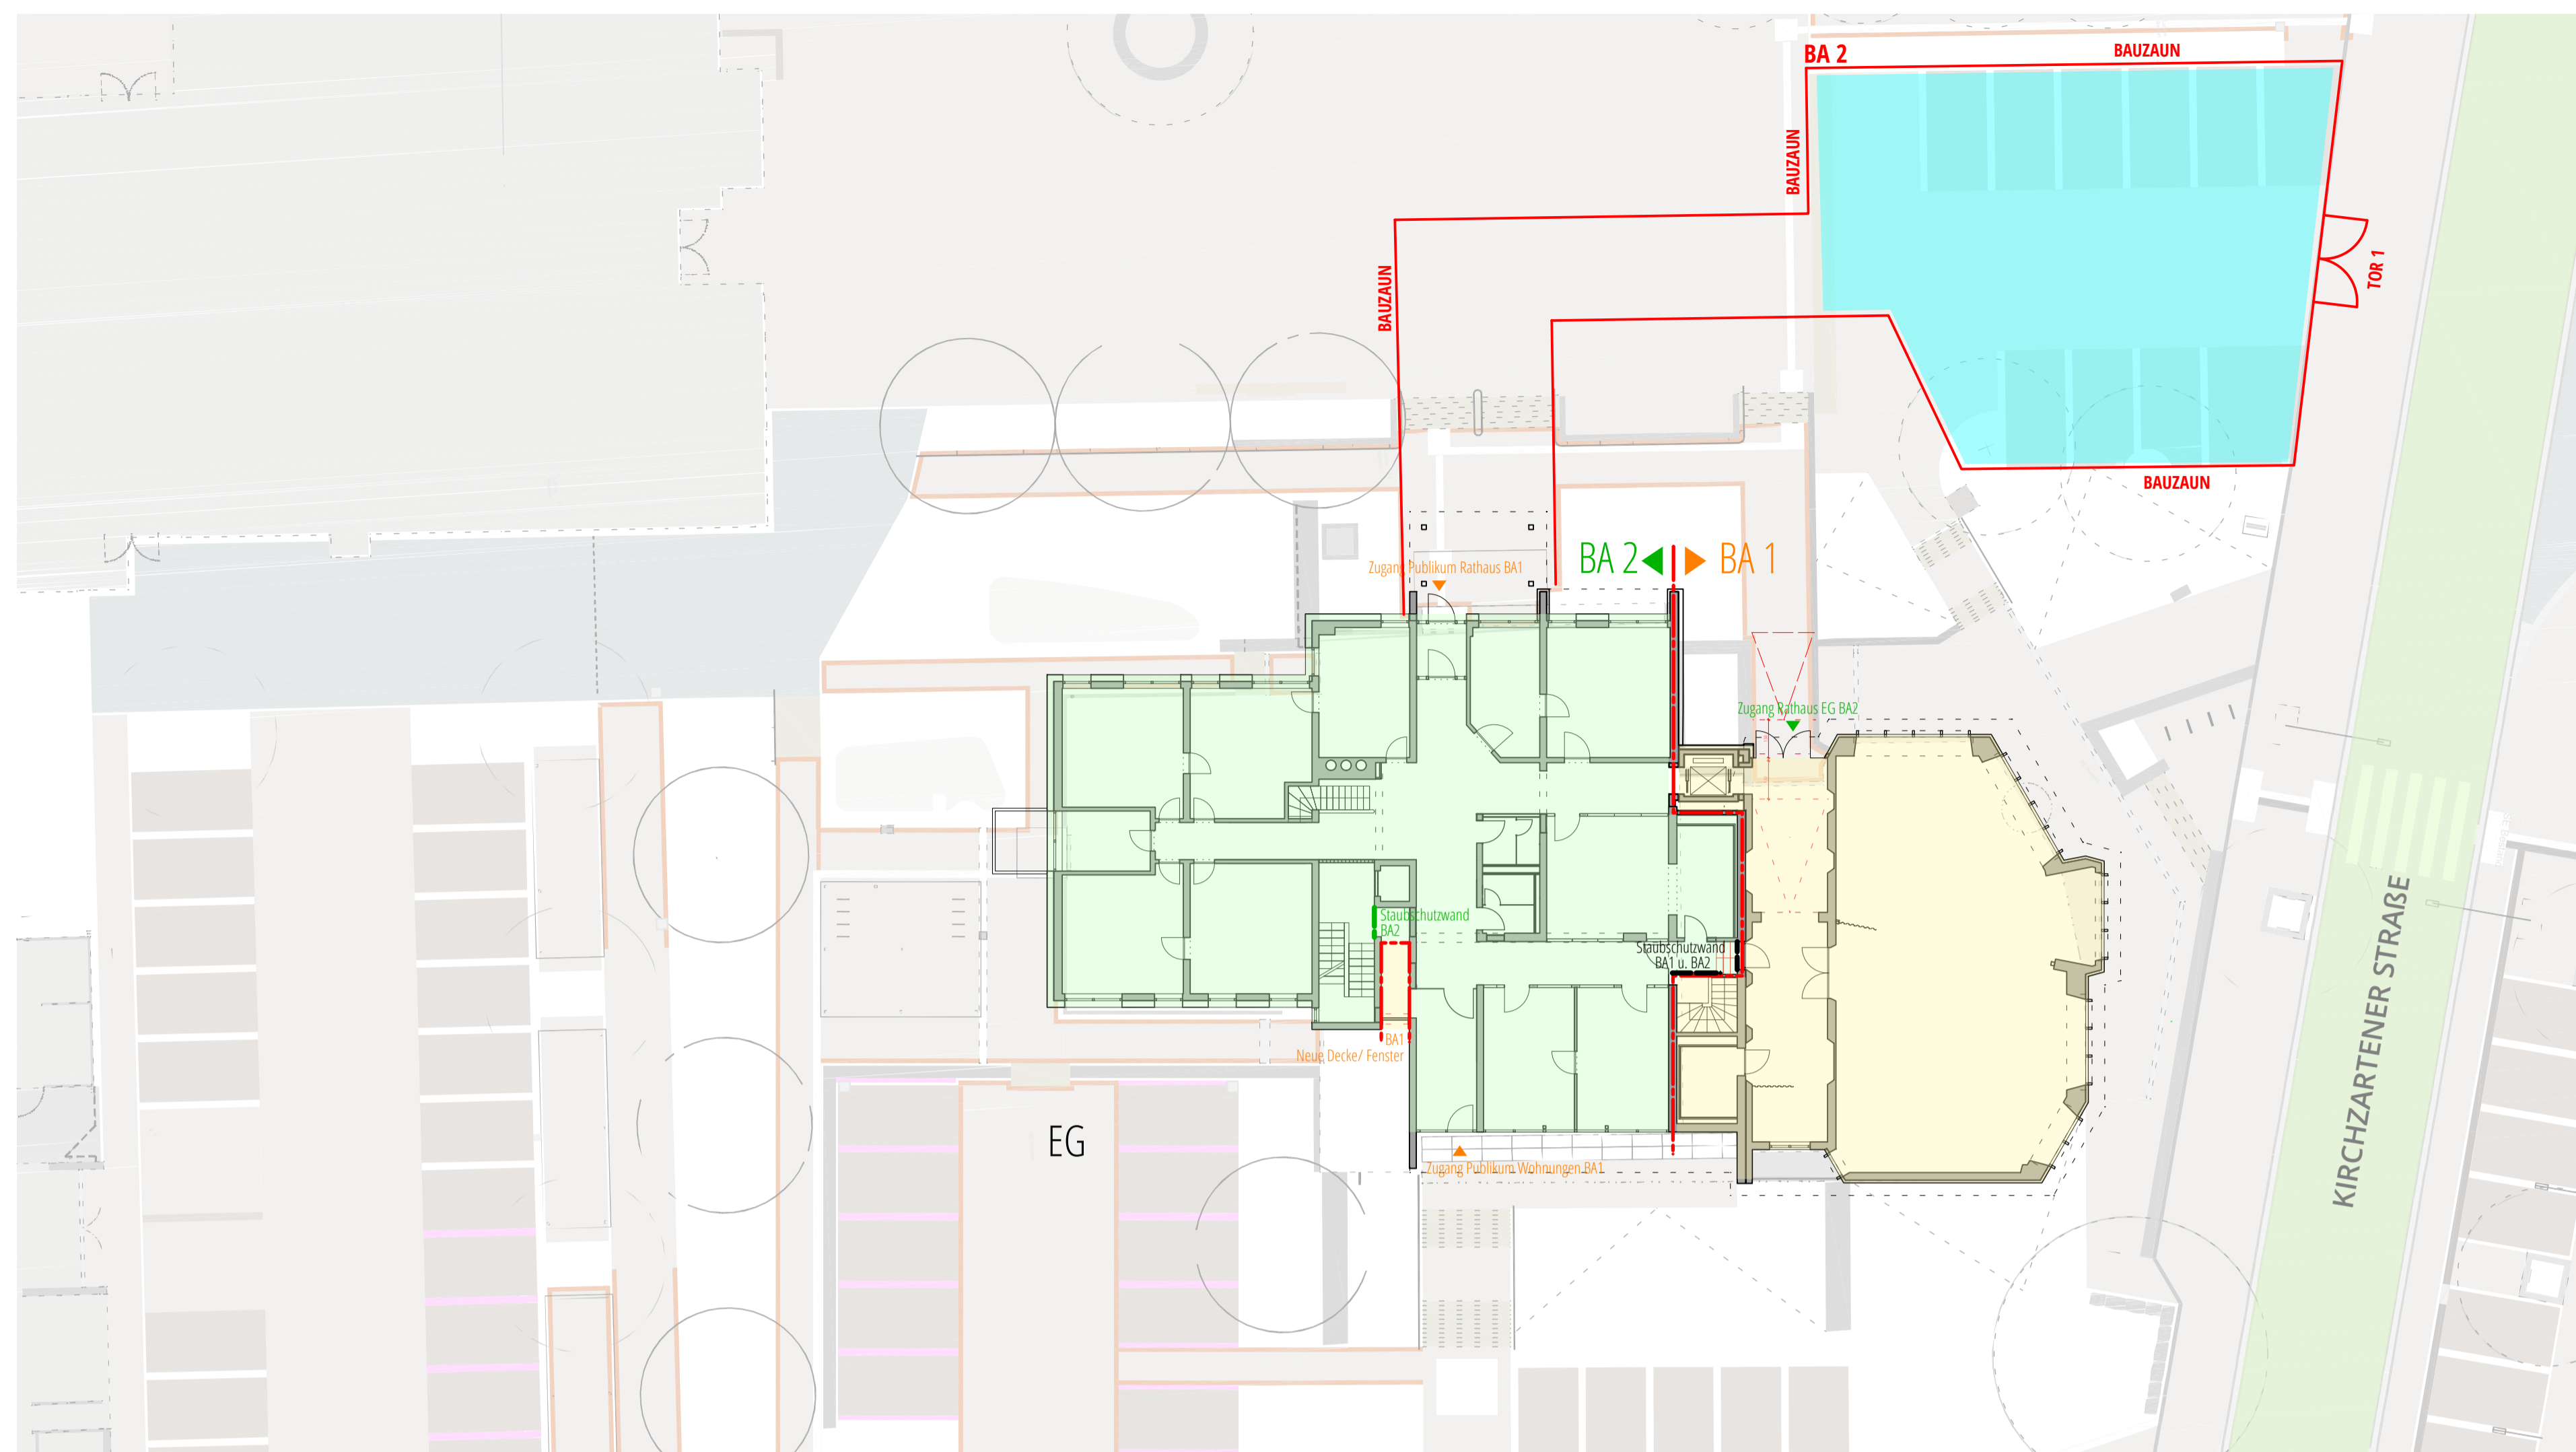 BA 2
BAUZAUN
BAUZAUN
BAUZAUN
TOR 1
BAUZAUN
BA 2
BA 1
Zugang Publikum Rathaus BA1
Zugang Rathaus EG BA2
Staubschutzwand
BA2
Staubschutzwand
BA1 u. BA2
BA1
Neue Decke/ Fenster
EG
Zugang Publikum Wohnungen BA1
KIRCHZARTENER STRAßE